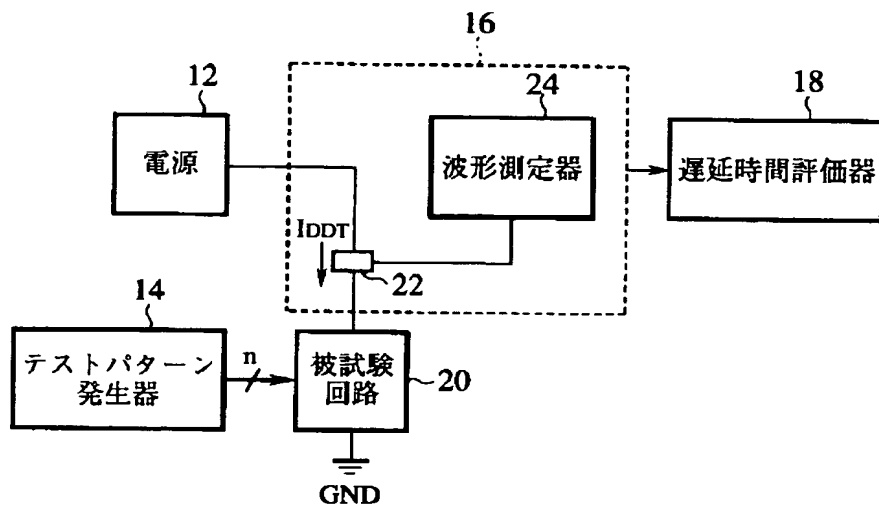 16
12
24
18
電源
波形測定器
遅延時間評価器
IDDT
22
14
テストパターン
発生器
n
被試験
回路
20
GND